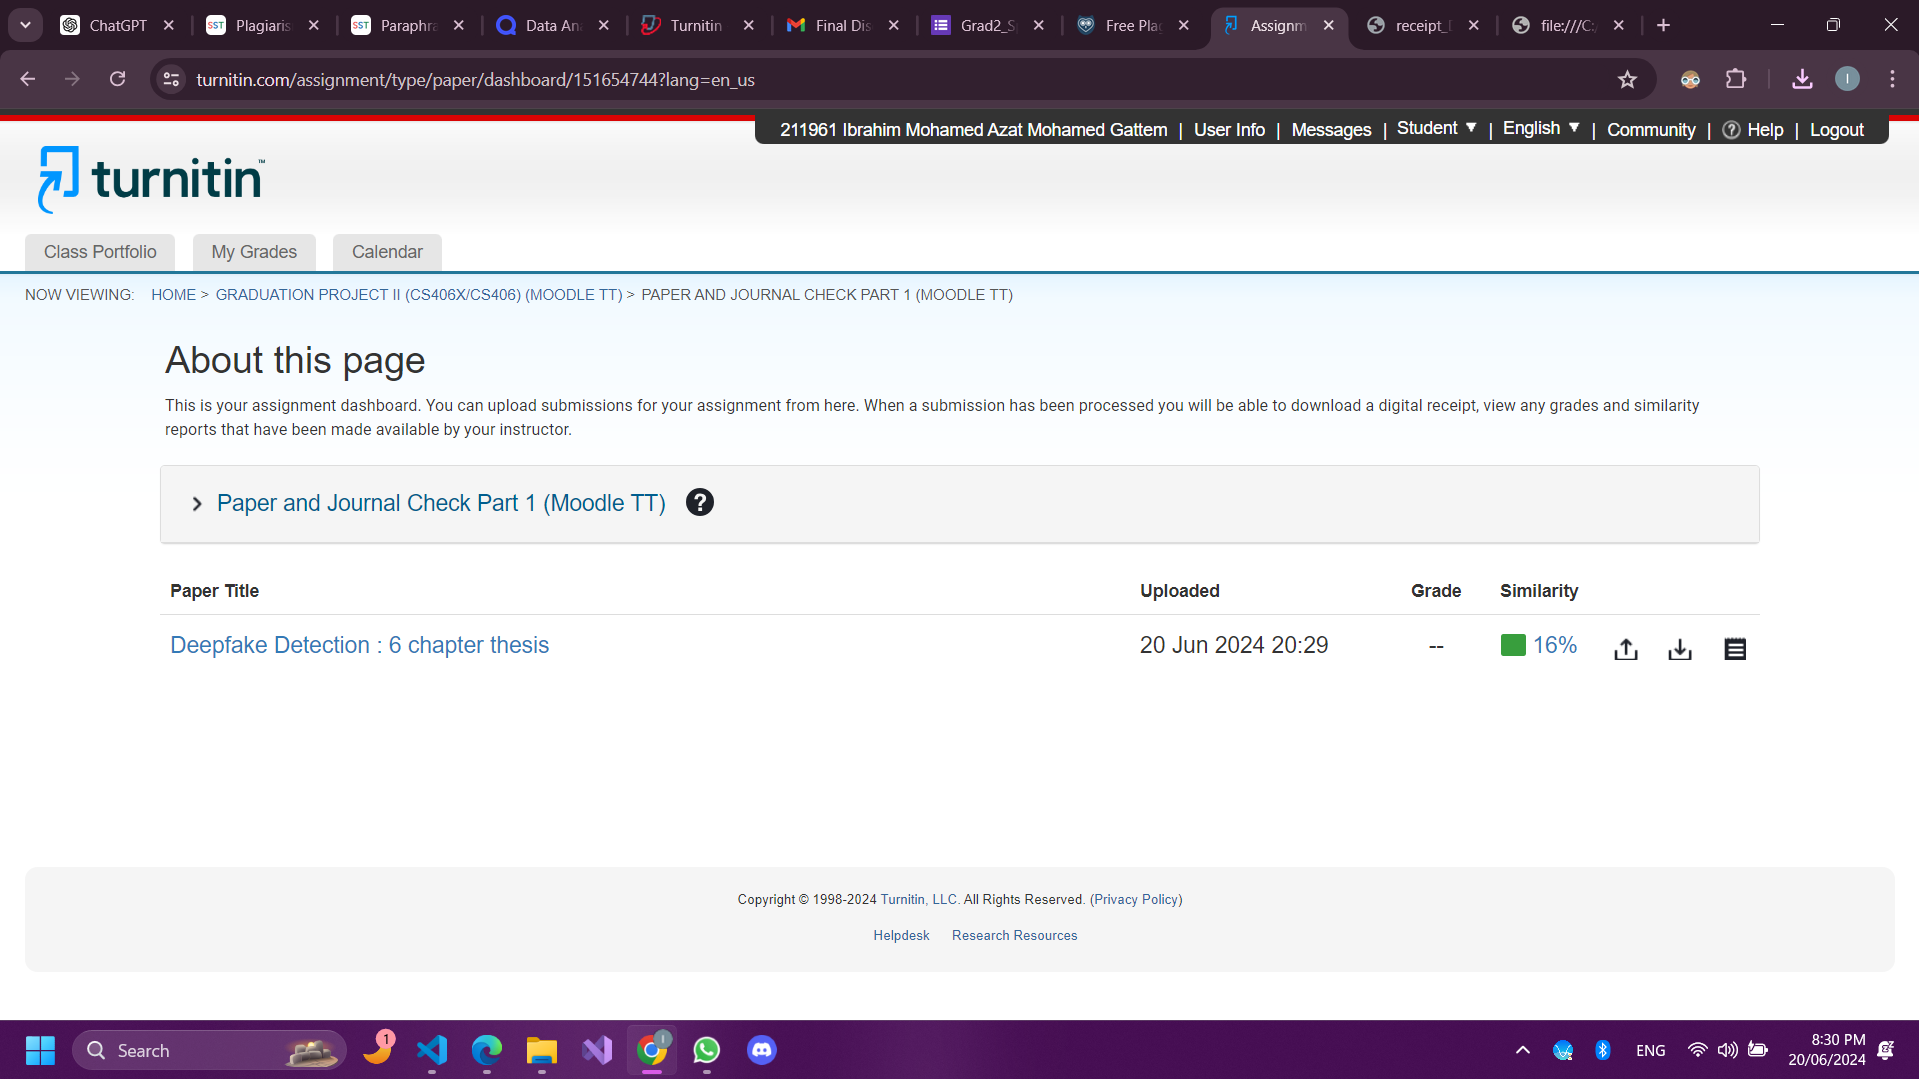 ChatGPT
Plagiaris
Paraphra
Data Ana
Turnitin
Final Dis
Grad2_S
Free Plag
Assignm
receipt_
file:///C:/
turnitin.com/assignment/type/paper/dashboard/151654744?lang=en_us
I
211961 Ibrahim Mohamed Azat Mohamed Gattem | User Info | Messages | Student ▼ | English ▼ | Community | ? Help | Logout
turnitin™
Class Portfolio
My Grades
Calendar
NOW VIEWING: HOME > GRADUATION PROJECT II (CS406X/CS406) (MOODLE TT) > PAPER AND JOURNAL CHECK PART 1 (MOODLE TT)
About this page
This is your assignment dashboard. You can upload submissions for your assignment from here. When a submission has been processed you will be able to download a digital receipt, view any grades and similarity
reports that have been made available by your instructor.
Paper and Journal Check Part 1 (Moodle TT) ?
Paper Title Uploaded Grade Similarity
Deepfake Detection : 6 chapter thesis 20 Jun 2024 20:29 -- 16%
Copyright © 1998-2024 Turnitin, LLC. All Rights Reserved. (Privacy Policy)
Helpdesk Research Resources
Search
1
ENG
8:30 PM
20/06/2024